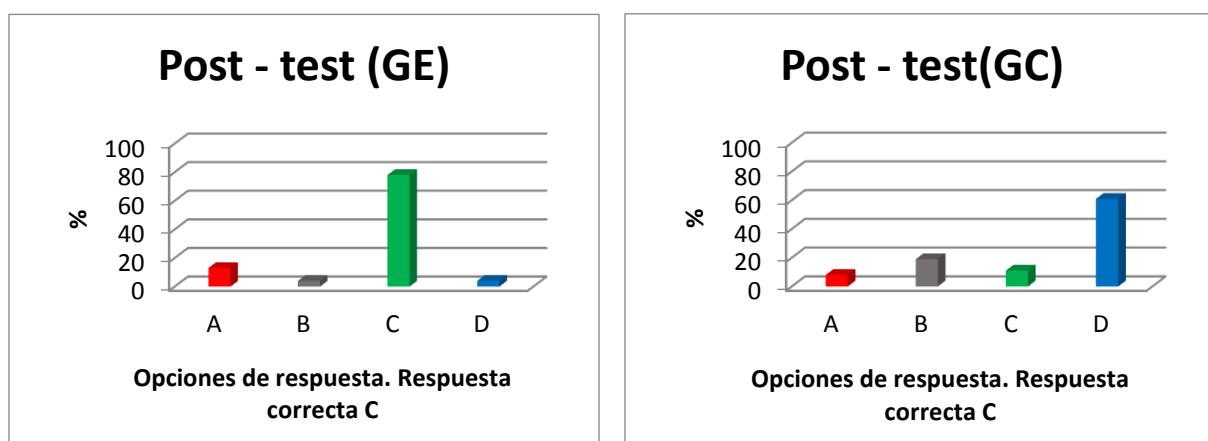 Post - test (GE)
100
80
60
40
20
0
%
A B C D
Opciones de respuesta. Respuesta
correcta C
Post - test(GC)
100
80
60
40
20
0
%
A B C D
Opciones de respuesta. Respuesta
correcta C